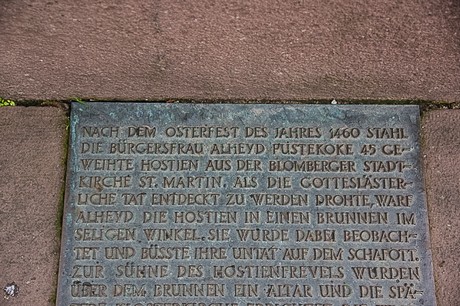 NACH DEM OSTERFEST DES JAHRES 1460 STAHL
DIE BÜRGERSFRAU ALHEYD PUSTEKOKE 45 GE-
WEIHTE HOSTIEN AUS DER BLOMBERGER STADT-
KIRCHE ST. MARTIN. ALS DIE GOTTESLÄSTER-
LICHE TAT ENTDECKT ZU WERDEN DROHTE, WARF
ALHEYD DIE HOSTIEN IN EINEN BRUNNEN IM
SELIGEN WINKEL. SIE WURDE DABEI BEOBACH-
TET UND BÜSSTE IHRE UNTAT AUF DEM SCHAFOTT.
ZUR SÜHNE DES HOSTIENFREVELS WURDEN
ÜBER DEM BRUNNEN EIN ALTAR UND DIE SPÄ-